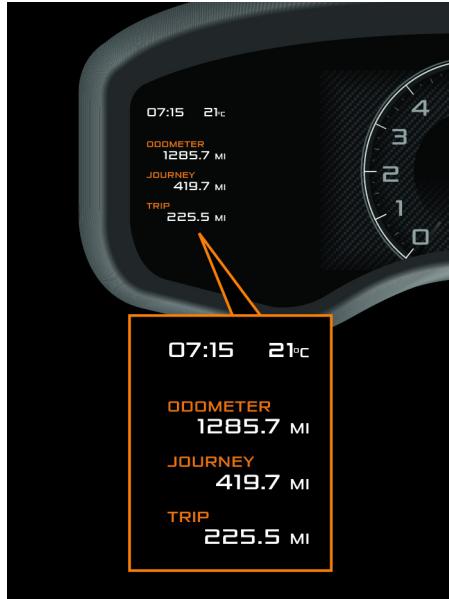 07:15 21°C
ODOMETER
1285.7 MI
JOURNEY
419.7 MI
TRIP
225.5 MI
4
3
2
1
0
07:15 21°C
ODOMETER
1285.7 MI
JOURNEY
419.7 MI
TRIP
225.5 MI